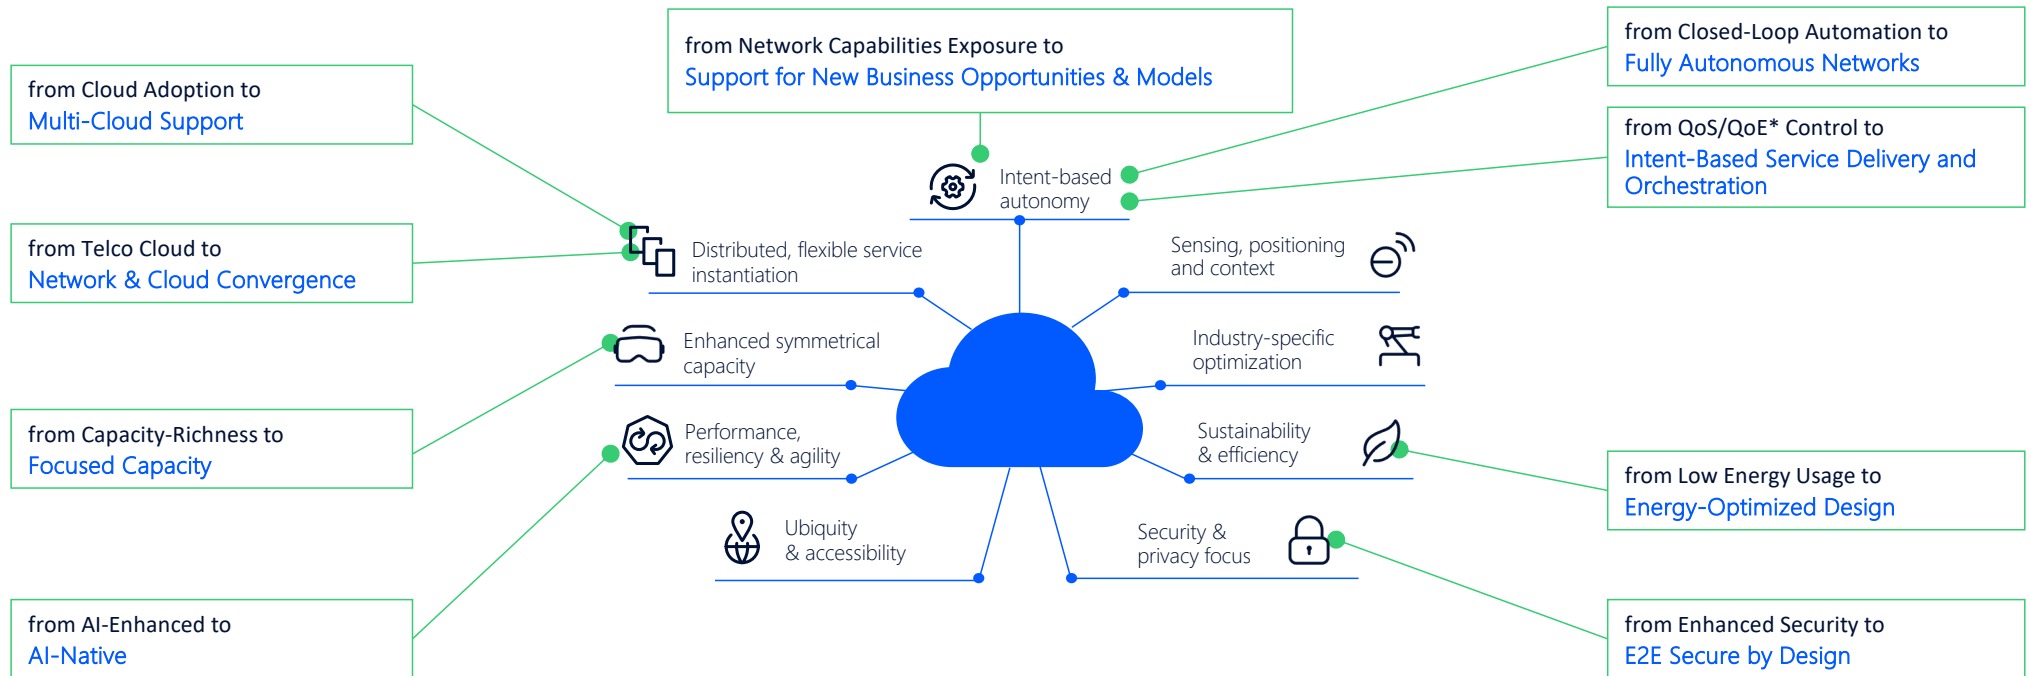 from Network Capabilities Exposure to
Support for New Business Opportunities & Models
from Closed-Loop Automation to
Fully Autonomous Networks
from Cloud Adoption to
Multi-Cloud Support
from QoS/QoE* Control to
Intent-Based Service Delivery and
Orchestration
Intent-based
autonomy
from Telco Cloud to
Network & Cloud Convergence
Distributed, flexible service
instantiation
Sensing, positioning
and context
Enhanced symmetrical
capacity
Industry-specific
optimization
from Capacity-Richness to
Focused Capacity
Performance,
resiliency & agility
Sustainability
& efficiency
from Low Energy Usage to
Energy-Optimized Design
Ubiquity
& accessibility
Security &
privacy focus
from AI-Enhanced to
AI-Native
from Enhanced Security to
E2E Secure by Design